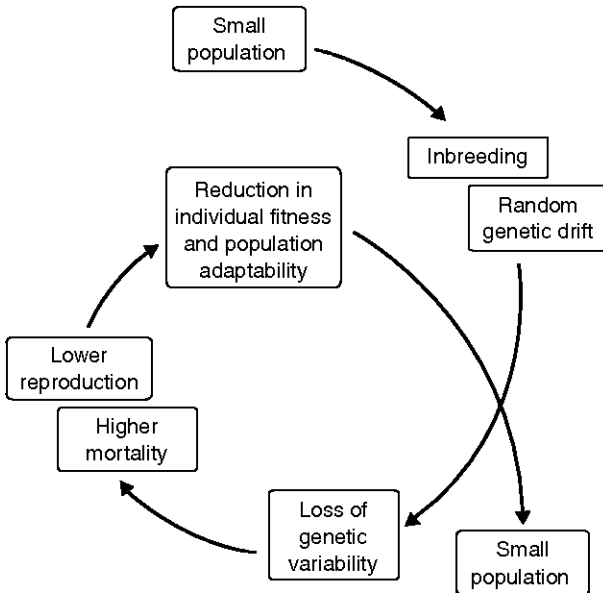 Small
population
Inbreeding
Random
genetic drift
Reduction in
individual fitness
and population
adaptability
Lower
reproduction
Higher
mortality
Loss of
genetic
variability
Small
population